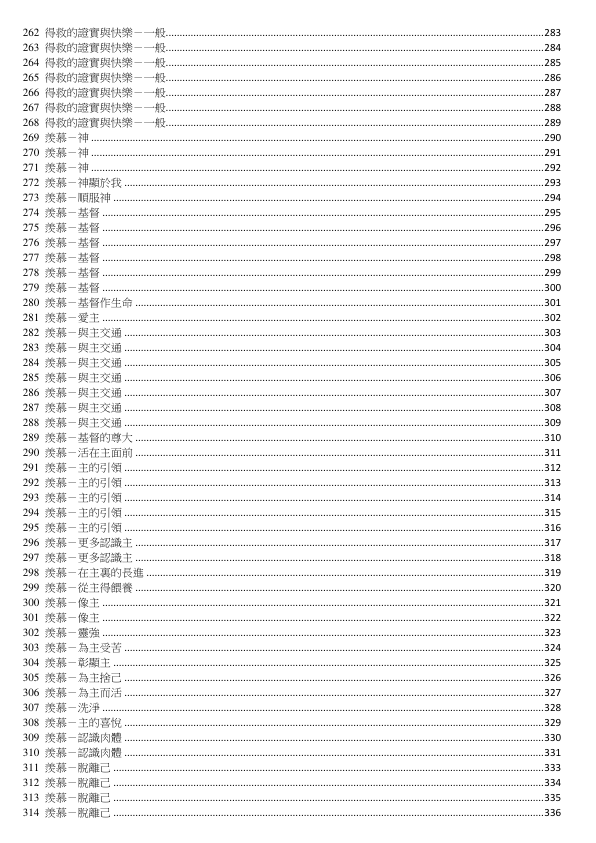 262 得救的證實與快樂－一般........................283
263 得救的證實與快樂－一般........................284
264 得救的證實與快樂－一般........................285
265 得救的證實與快樂－一般........................286
266 得救的證實與快樂－一般........................287
267 得救的證實與快樂－一般........................288
268 得救的證實與快樂－一般........................289
269 羨慕－神........................290
270 羨慕－神........................291
271 羨慕－神........................292
272 羨慕－神顯於我........................293
273 羨慕－順服神........................294
274 羨慕－基督........................295
275 羨慕－基督........................296
276 羨慕－基督........................297
277 羨慕－基督........................298
278 羨慕－基督........................299
279 羨慕－基督........................300
280 羨慕－基督作生命........................301
281 羨慕－愛主........................302
282 羨慕－與主交通........................303
283 羨慕－與主交通........................304
284 羨慕－與主交通........................305
285 羨慕－與主交通........................306
286 羨慕－與主交通........................307
287 羨慕－與主交通........................308
288 羨慕－與主交通........................309
289 羨慕－基督的尊大........................310
290 羨慕－活在主面前........................311
291 羨慕－主的引領........................312
292 羨慕－主的引領........................313
293 羨慕－主的引領........................314
294 羨慕－主的引領........................315
295 羨慕－主的引領........................316
296 羨慕－更多認識主........................317
297 羨慕－更多認識主........................318
298 羨慕－在主裏的長進........................319
299 羨慕－從主得餵養........................320
300 羨慕－像主........................321
301 羨慕－像主........................322
302 羨慕－靈強........................323
303 羨慕－為主受苦........................324
304 羨慕－彰顯主........................325
305 羨慕－為主捨己........................326
306 羨慕－為主而活........................327
307 羨慕－洗淨........................328
308 羨慕－主的喜悅........................329
309 羨慕－認識肉體........................330
310 羨慕－認識肉體........................331
311 羨慕－脫離己........................333
312 羨慕－脫離己........................334
313 羨慕－脫離己........................335
314 羨慕－脫離己........................336